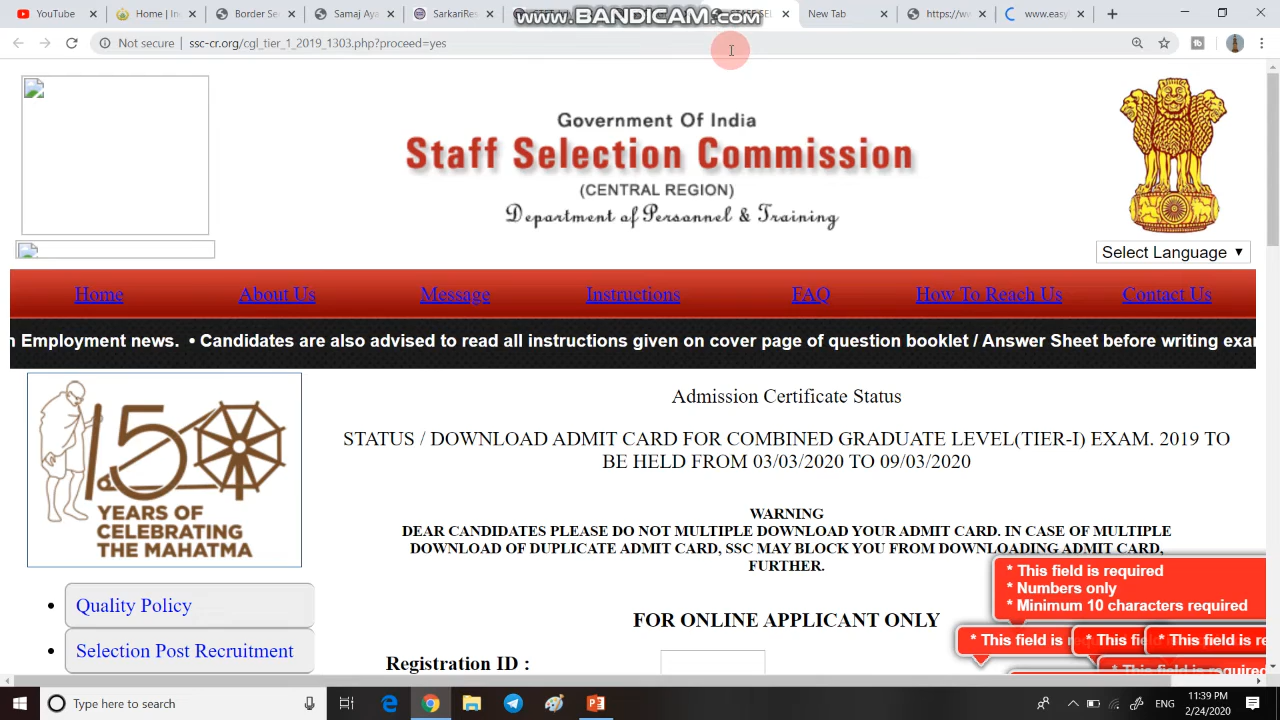 YouTube
Home | In
Border Se
Samaj Ay
SarkariRes
www.BANDICAM.com
New Tab
https://w
www.easy
Not secure | ssc-cr.org/cgl_tier_1_2019_1303.php?proceed=yes
Government Of India
Staff Selection Commission
(CENTRAL REGION)
Department of Personnel & Training
Select Language ▼
Home About Us Message Instructions FAQ How To Reach Us Contact Us
n Employment news. • Candidates are also advised to read all instructions given on cover page of question booklet / Answer Sheet before writing exa
150
YEARS OF
CELEBRATING
THE MAHATMA
Admission Certificate Status
STATUS / DOWNLOAD ADMIT CARD FOR COMBINED GRADUATE LEVEL(TIER-I) EXAM. 2019 TO
BE HELD FROM 03/03/2020 TO 09/03/2020
WARNING
DEAR CANDIDATES PLEASE DO NOT MULTIPLE DOWNLOAD YOUR ADMIT CARD. IN CASE OF MULTIPLE
DOWNLOAD OF DUPLICATE ADMIT CARD, SSC MAY BLOCK YOU FROM DOWNLOADING ADMIT CARD,
FURTHER.
* This field is required
* Numbers only
* Minimum 10 characters required
• Quality Policy
FOR ONLINE APPLICANT ONLY
* This field is r
* This fie
* This field is re
• Selection Post Recruitment
Registration ID :
* This field is required
Type here to search
ENG
11:39 PM
2/24/2020